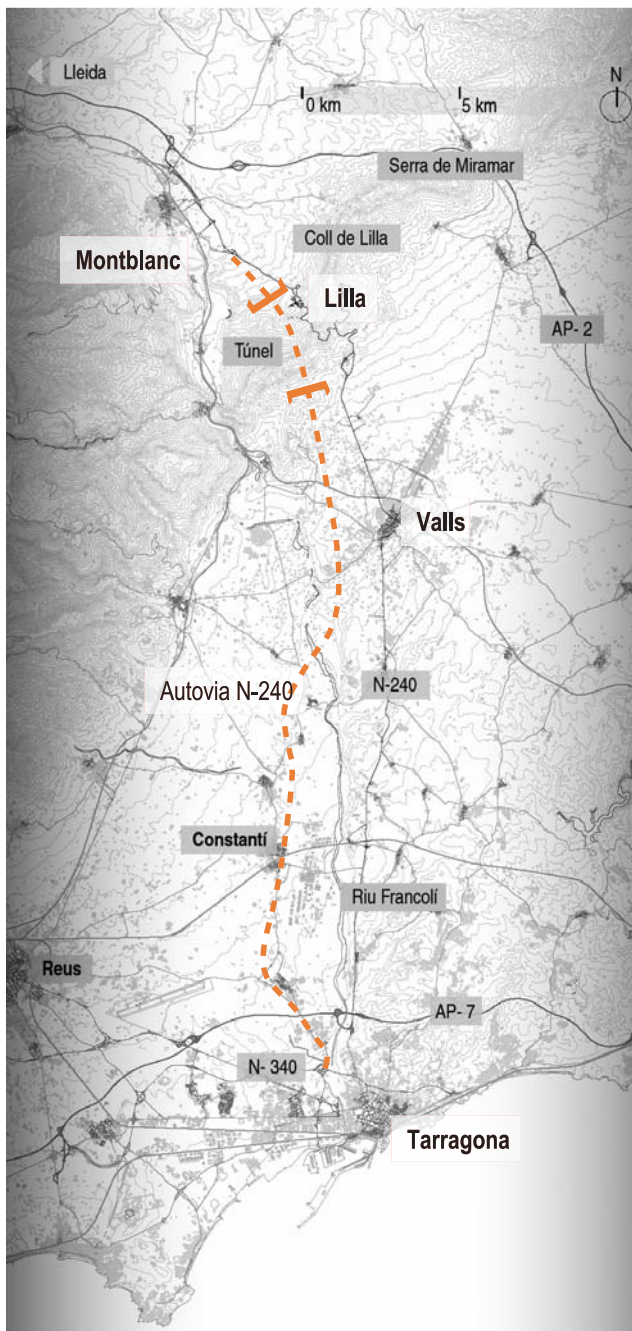 Lleida
N
0 km
5 km
Serra de Miramar
Coll de Lilla
Montblanc
Lilla
AP- 2
Túnel
Valls
Autovia N-240
N-240
Constantí
Riu Francolí
Reus
AP- 7
N- 340
Tarragona